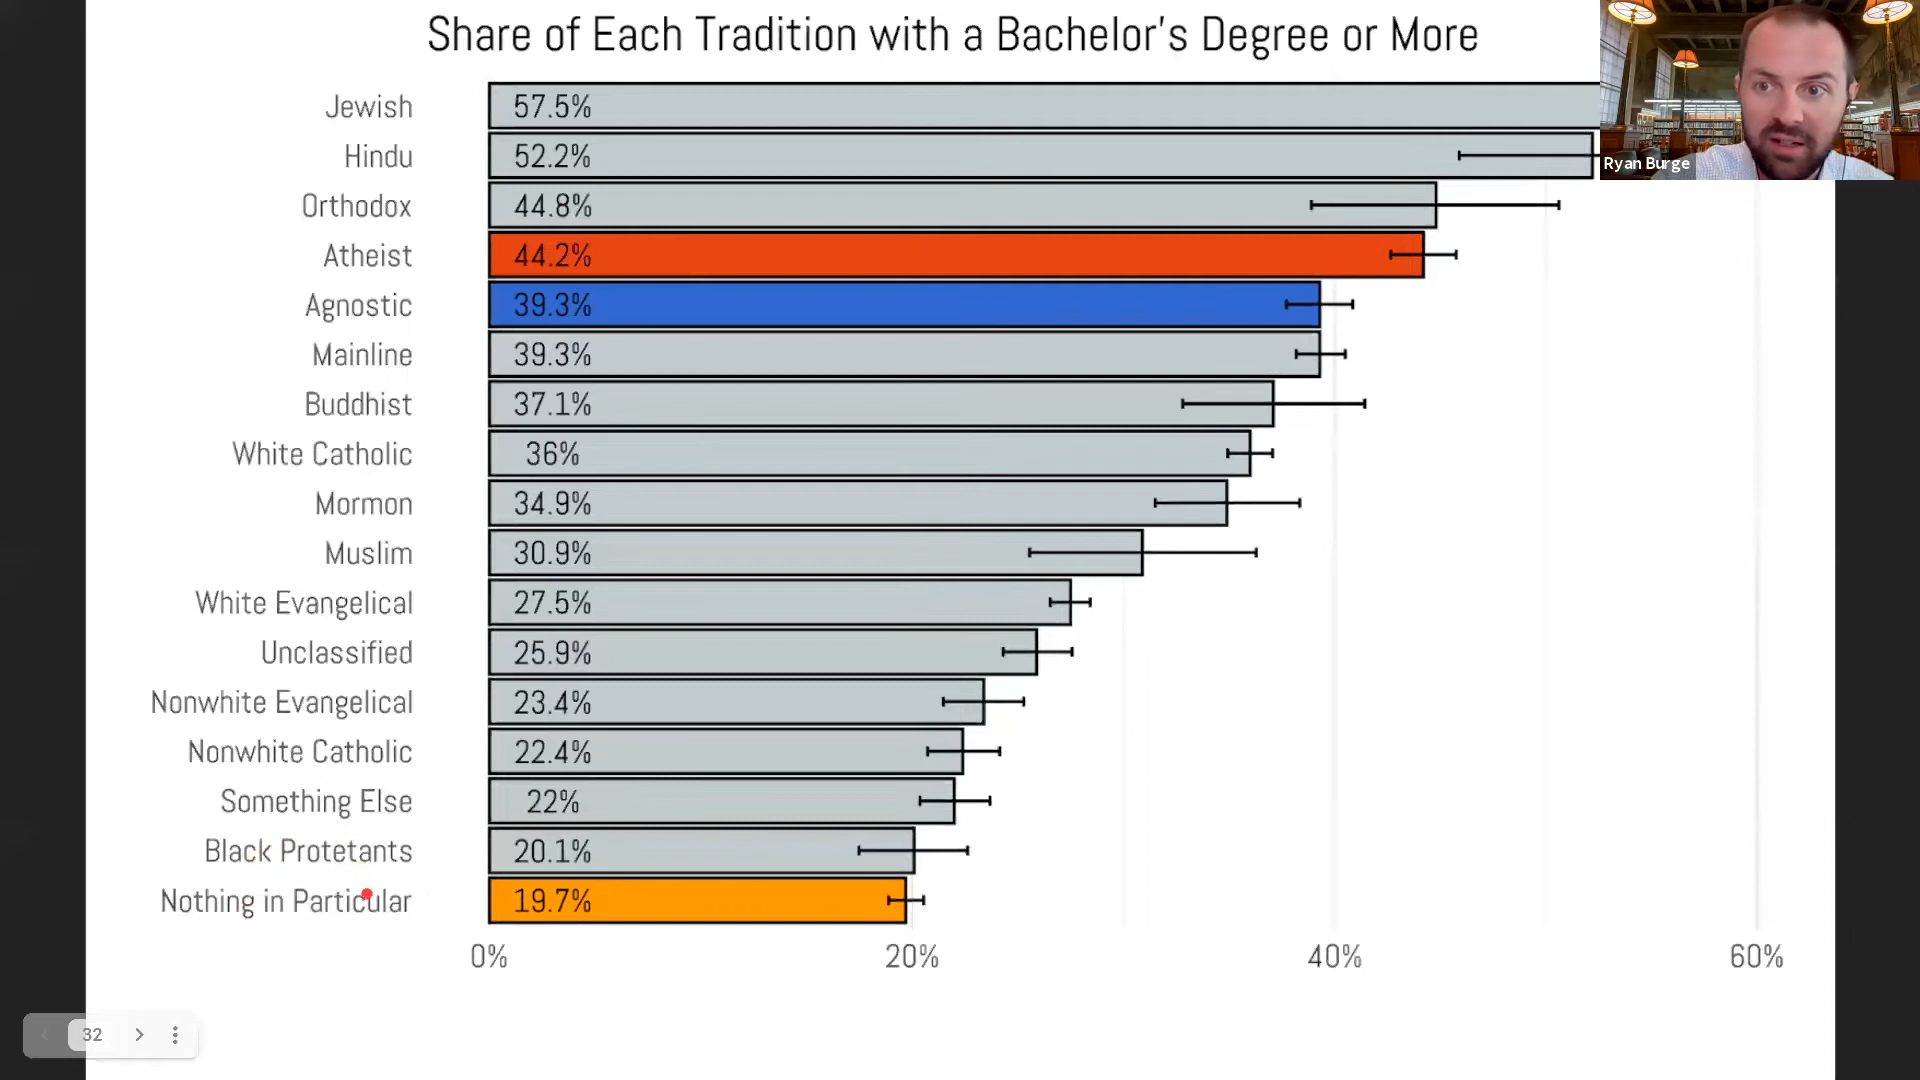 Share of Each Tradition with a Bachelor's Degree or More
Jewish 57.5%
Hindu 52.2%
Orthodox 44.8%
Atheist 44.2%
Agnostic 39.3%
Mainline 39.3%
Buddhist 37.1%
White Catholic 36%
Mormon 34.9%
Muslim 30.9%
White Evangelical 27.5%
Unclassified 25.9%
Nonwhite Evangelical 23.4%
Nonwhite Catholic 22.4%
Something Else 22%
Black Protetants 20.1%
Nothing in Particular 19.7%
0% 20% 40% 60%
Ryan Burge
32